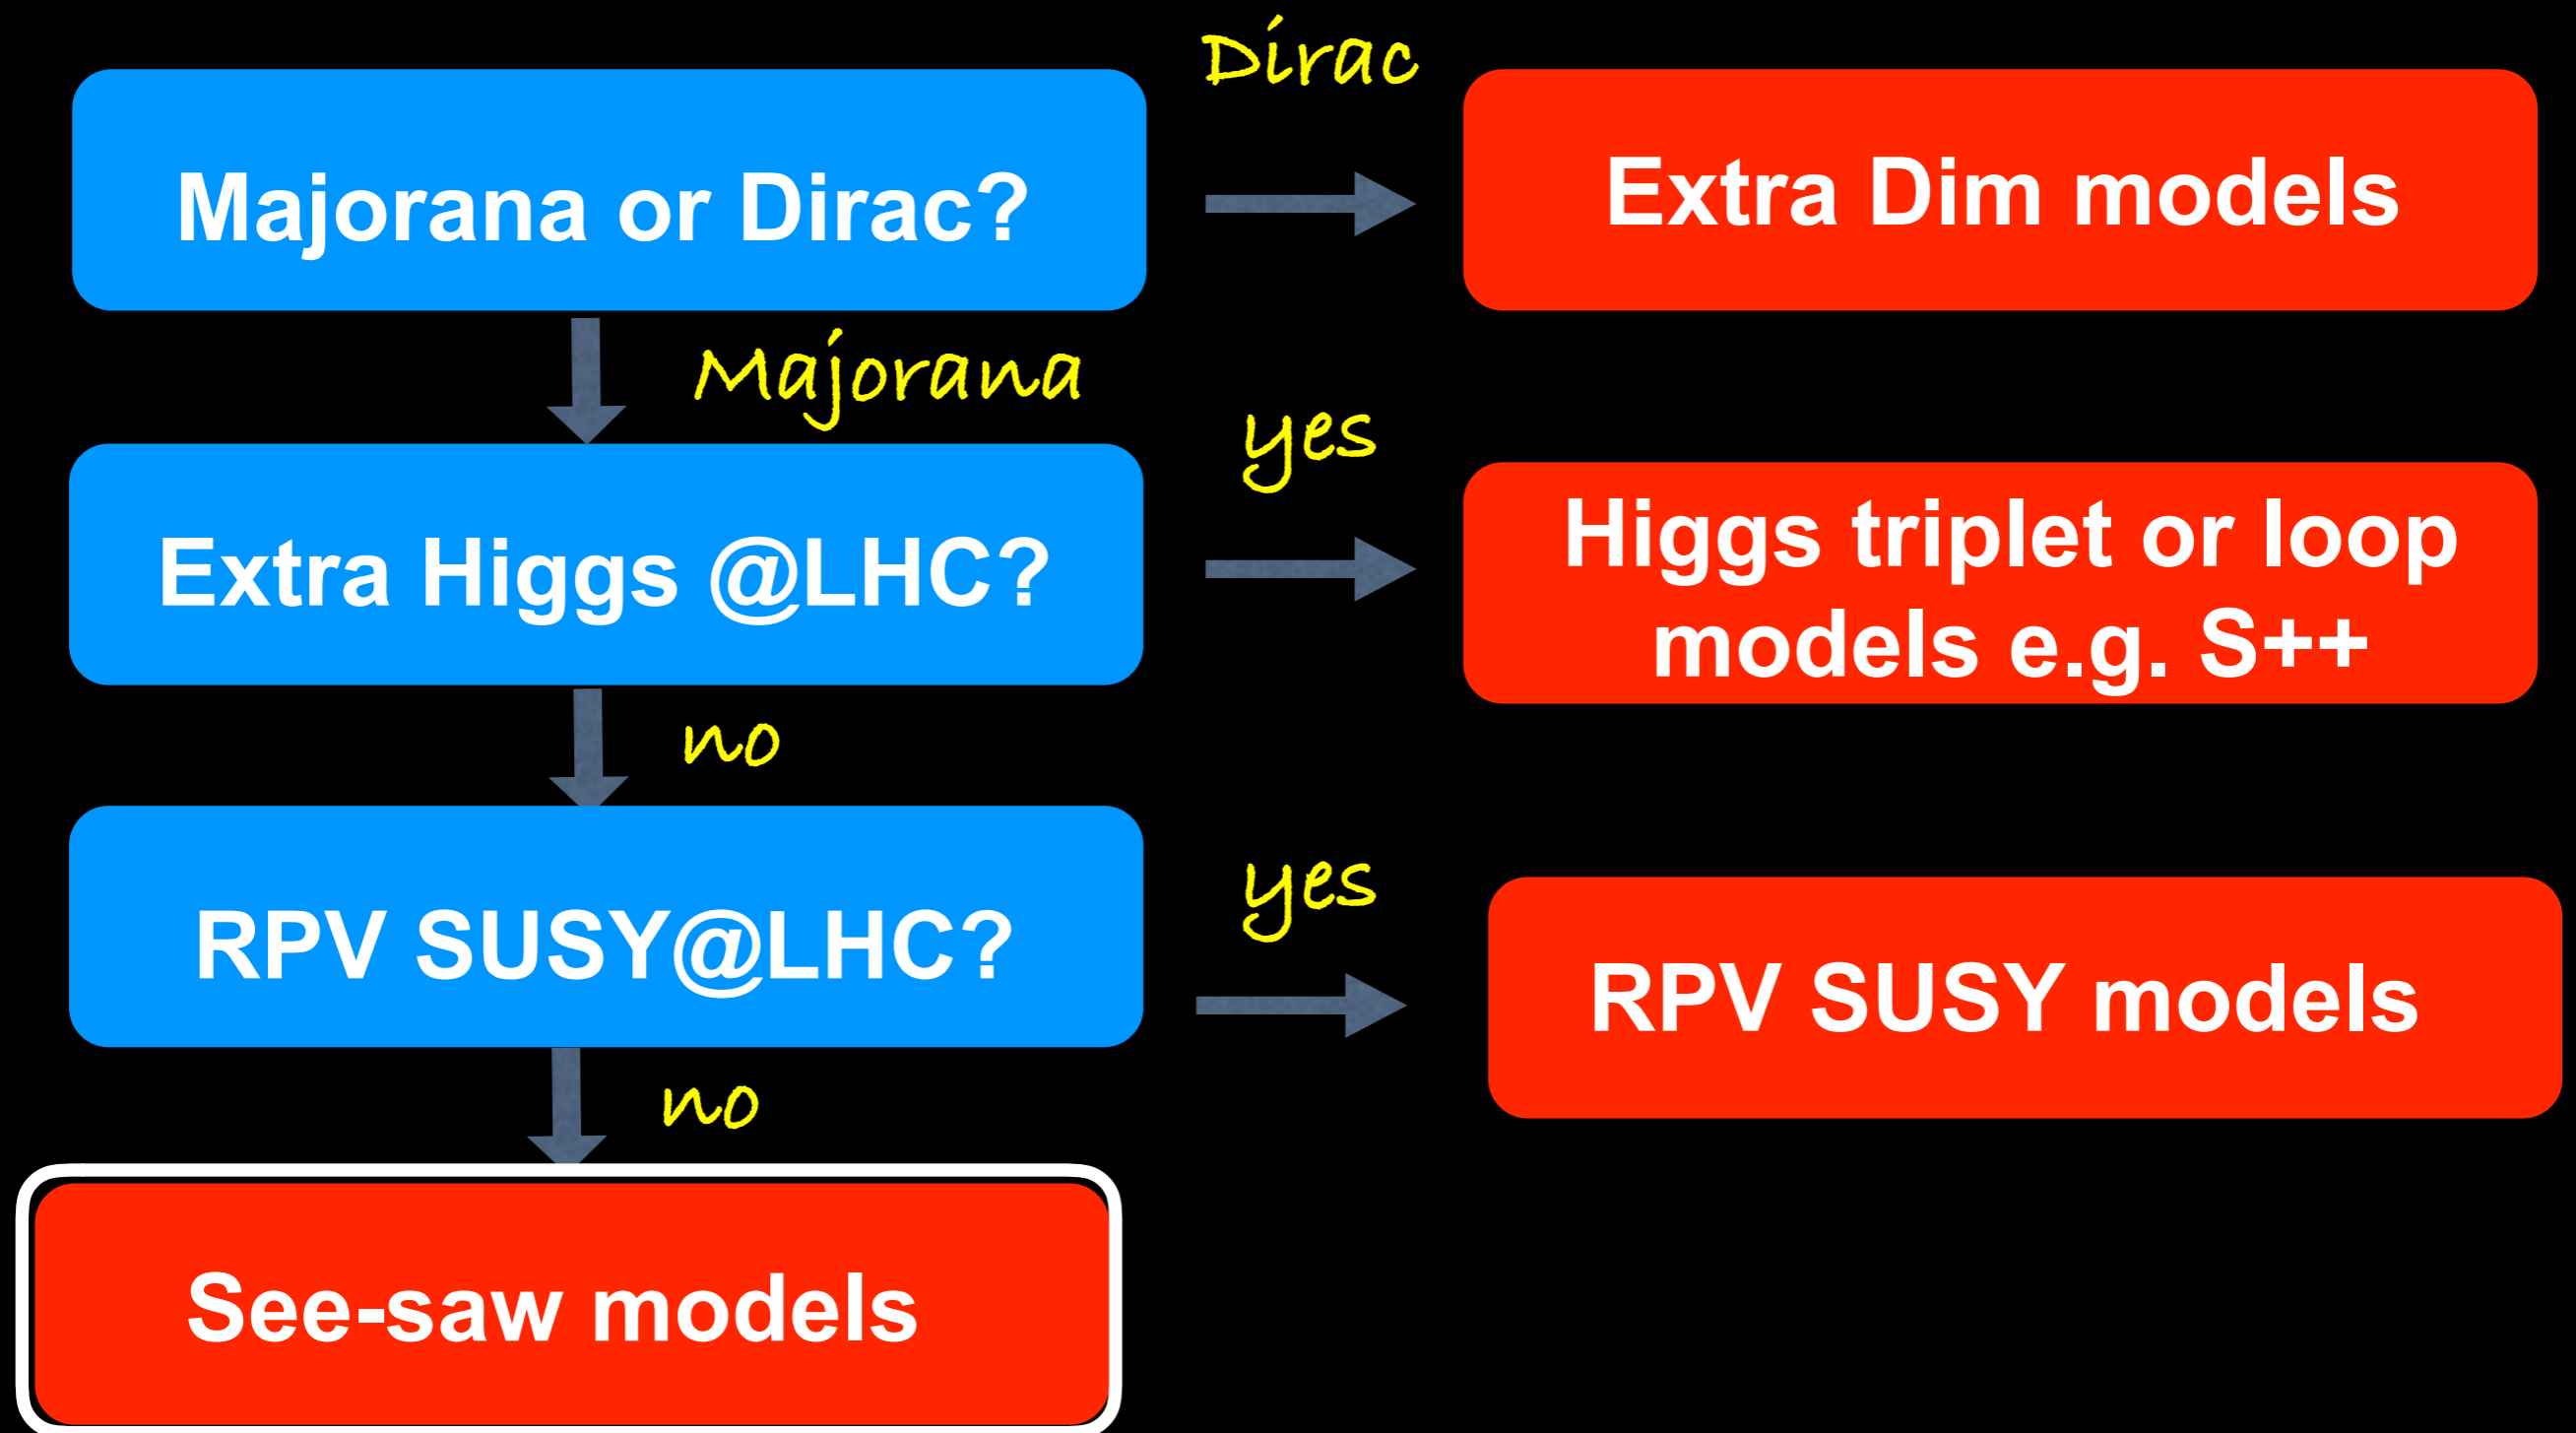 Dirac
Majorana or Dirac?
Extra Dim models
Majorana
yes
Extra Higgs @LHC?
Higgs triplet or loop
models e.g. S++
no
yes
RPV SUSY@LHC?
RPV SUSY models
no
See-saw models